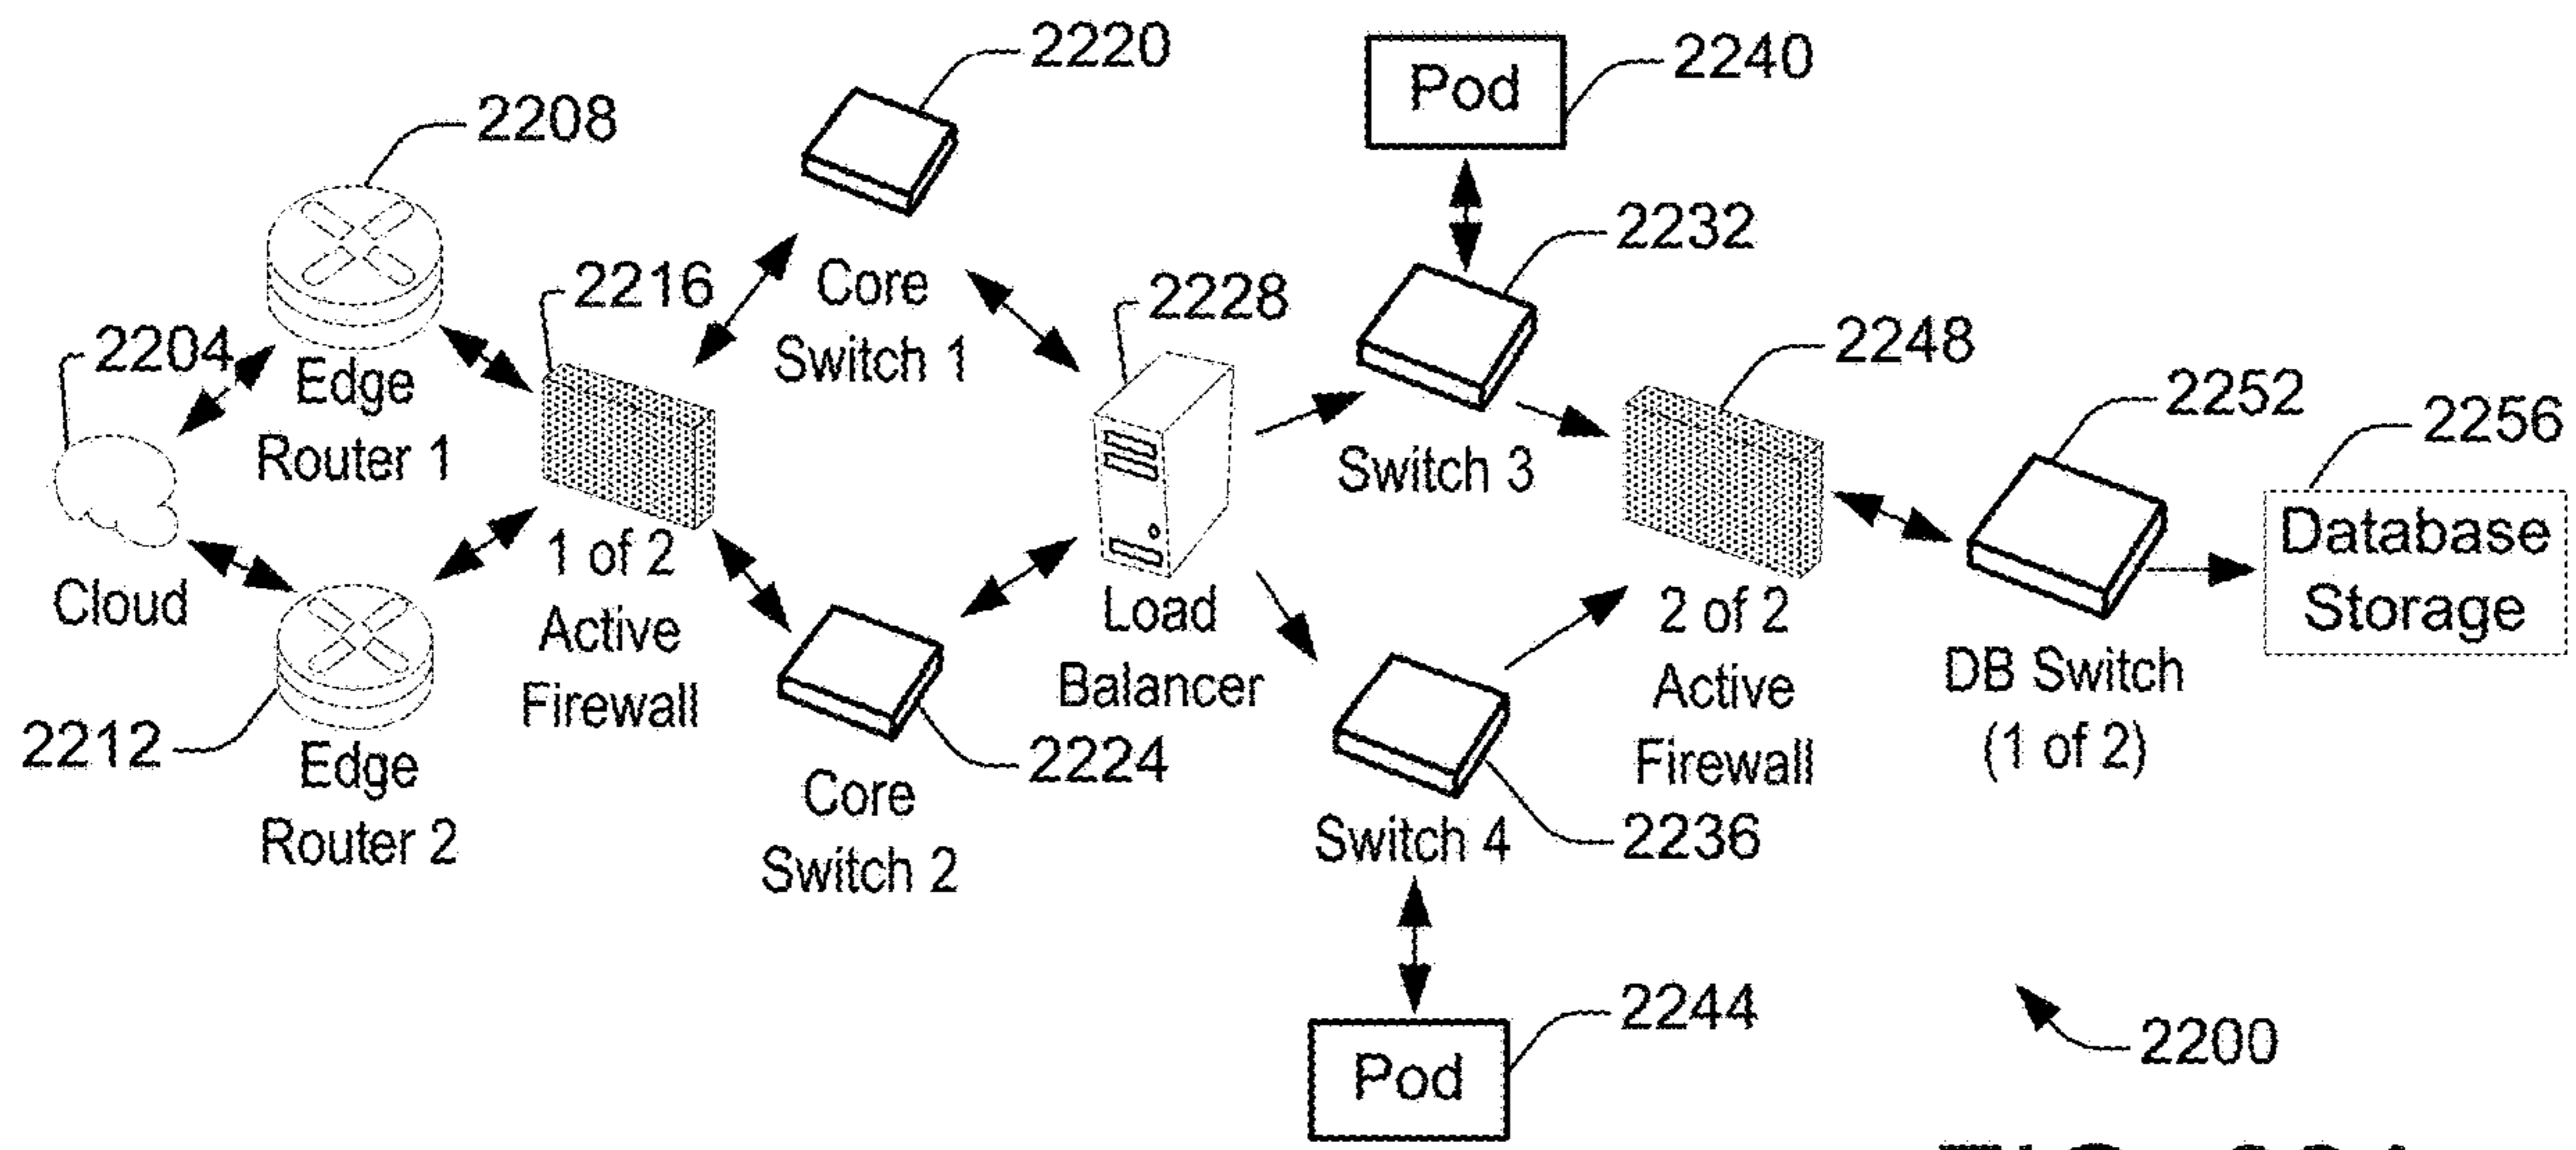 2220
2240
Pod
2208
2232
2216
Core
Switch 1
2228
2248
2204
Edge
Router 1
2252
2256
Switch 3
Database
Storage
1 of 2
Active
Firewall
Cloud
Load
Balancer
2 of 2
Active
Firewall
DB Switch
(1 of 2)
2212
Edge
Router 2
2224
Core
Switch 2
Switch 4
2236
2244
Pod
2200